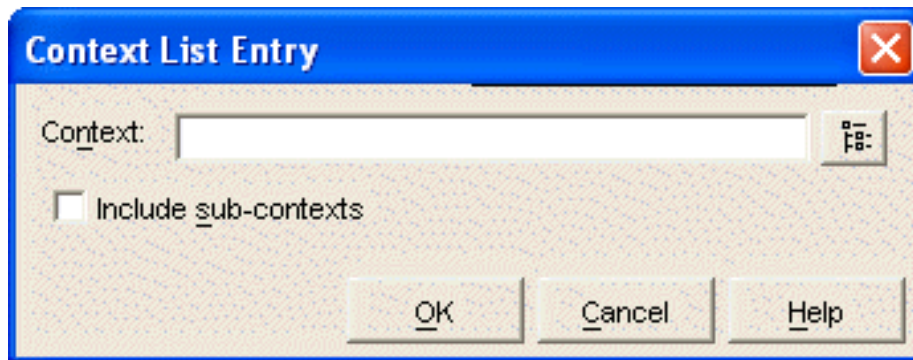 Context List Entry
Context:
Include sub-contexts
OK Cancel Help